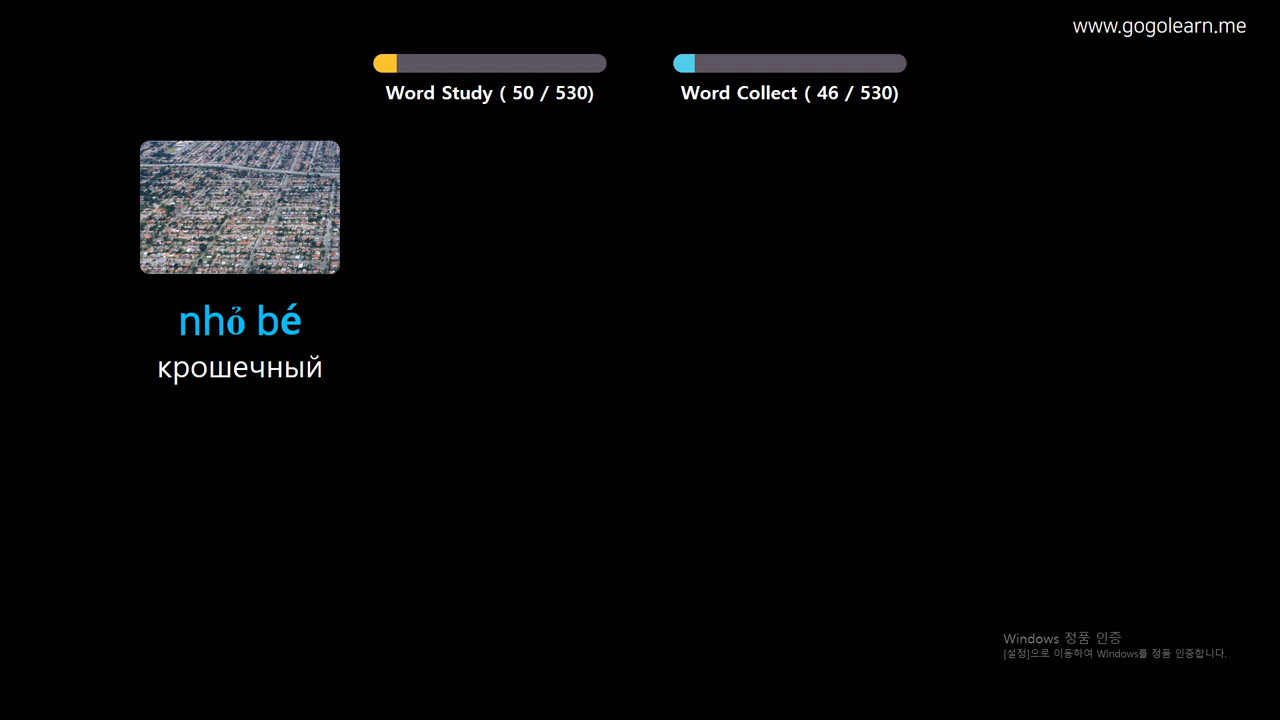 www.gogolearn.me
Word Study ( 50 / 530)
Word Collect ( 46 / 530)
nhỏ bé
крошечный
Windows 정품 인증
[설정]으로 이동하여 Windows를 정품 인증합니다.